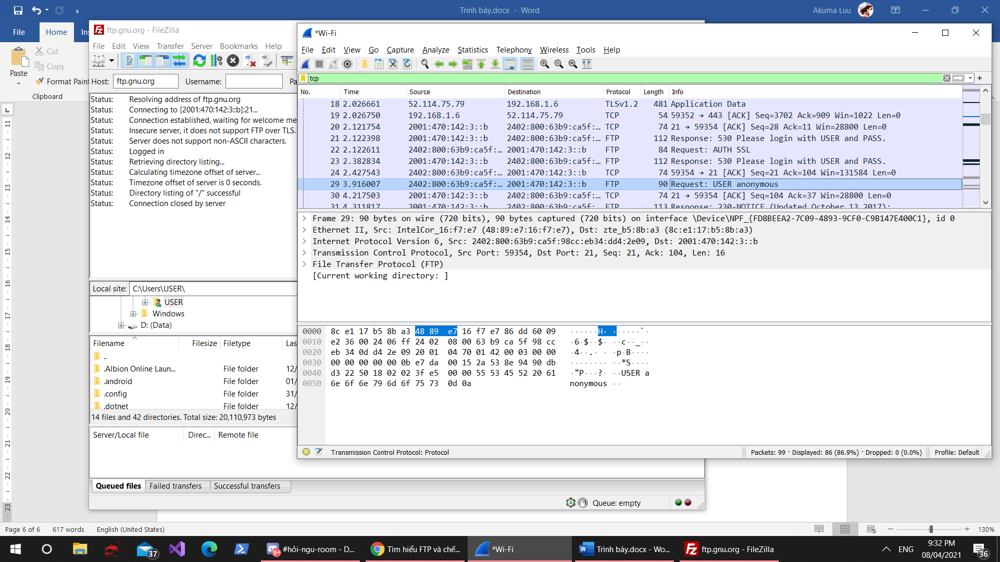 Trình bày.docx - Word
Akuma Luu
File
Home
Cut
Copy
Format Paint
Paste
Clipboard
ftp.gnu.org - FileZilla
File Edit View Transfer Server Bookmarks Help
Host: ftp.gnu.org Username:
Status: Resolving address of ftp.gnu.org
Status: Connecting to [2001:470:142:3::b]:21...
Status: Connection established, waiting for welcome me
Status: Insecure server, it does not support FTP over TLS.
Status: Server does not support non-ASCII characters.
Status: Logged in
Status: Retrieving directory listing...
Status: Calculating timezone offset of server...
Status: Timezone offset of server is 0 seconds.
Status: Directory listing of "/" successful
Status: Connection closed by server
Local site: C:\Users\USER\
USER
Windows
D: (Data)
Filename Filesize Filetype Las
..
.Albion Online Laun... File folder 12/
.android File folder 01/
.config File folder 31/
.dotnet File folder 12/
14 files and 42 directories. Total size: 20,110,973 bytes
Server/Local file Direc... Remote file
Queued files Failed transfers Successful transfers
Queue: empty
*Wi-Fi
File Edit View Go Capture Analyze Statistics Telephony Wireless Tools Help
tcp
No. Time Source Destination Protocol Length Info
18 2.026661 52.114.75.79 192.168.1.6 TLSv1.2 481 Application Data
19 2.026750 192.168.1.6 52.114.75.79 TCP 54 59352 → 443 [ACK] Seq=3702 Ack=909 Win=1022 Len=0
20 2.121754 2001:470:142:3::b 2402:800:63b9:ca5f:... TCP 74 21 → 59354 [ACK] Seq=28 Ack=11 Win=28800 Len=0
21 2.122398 2001:470:142:3::b 2402:800:63b9:ca5f:... FTP 112 Response: 530 Please login with USER and PASS.
22 2.122611 2402:800:63b9:ca5f:... 2001:470:142:3::b FTP 84 Request: AUTH SSL
23 2.382834 2001:470:142:3::b 2402:800:63b9:ca5f:... FTP 112 Response: 530 Please login with USER and PASS.
24 2.427543 2402:800:63b9:ca5f:... 2001:470:142:3::b TCP 74 59354 → 21 [ACK] Seq=21 Ack=104 Win=131584 Len=0
29 3.916007 2402:800:63b9:ca5f:... 2001:470:142:3::b FTP 90 Request: USER anonymous
30 4.217503 2001:470:142:3::b 2402:800:63b9:ca5f:... TCP 74 21 → 59354 [ACK] Seq=104 Ack=37 Win=28800 Len=0
31 4.311817 2001:470:142:3::b 2402:800:63b9:ca5f:... FTP 113 Response: 230-NOTICE (Updated October 13 2017):
Frame 29: 90 bytes on wire (720 bits), 90 bytes captured (720 bits) on interface \Device\NPF_{FD8BEEA2-7C09-4893-9CF0-C9B147E400C1}, id 0
Ethernet II, Src: IntelCor_16:f7:e7 (48:89:e7:16:f7:e7), Dst: zte_b5:8b:a3 (8c:e1:17:b5:8b:a3)
Internet Protocol Version 6, Src: 2402:800:63b9:ca5f:98cc:eb34:dd4:2e09, Dst: 2001:470:142:3::b
Transmission Control Protocol, Src Port: 59354, Dst Port: 21, Seq: 21, Ack: 104, Len: 16
File Transfer Protocol (FTP)
[Current working directory: ]
0000 8c e1 17 b5 8b a3 48 89 e7 16 f7 e7 86 dd 60 09 ······H· ······`·
0010 e2 36 00 24 06 ff 24 02 08 00 63 b9 ca 5f 98 cc ·6·$··$· ··c··_··
0020 eb 34 0d d4 2e 09 20 01 04 70 01 42 00 03 00 00 ·4··.· · ·p·B····
0030 00 00 00 00 00 0b e7 da 00 15 2a 53 8e 94 90 db ········ ··*S····
0040 d3 22 50 18 02 02 3f e5 00 00 55 53 45 52 20 61 ·"P···?· ··USER a
0050 6e 6f 6e 79 6d 6f 75 73 0d 0a nonymous ··
Transmission Control Protocol: Protocol
Packets: 99 · Displayed: 86 (86.9%) · Dropped: 0 (0.0%)
Profile: Default
11
12
13
14
15
16
17
18
19
20
21
22
23
Page 6 of 6 617 words English (United States)
130%
37
9+
#hỏi-ngu-room - D...
Tìm hiểu FTP và chế...
*Wi-Fi
Trình bày.docx - Wo...
ftp.gnu.org - FileZilla
ENG
9:32 PM
08/04/2021
36